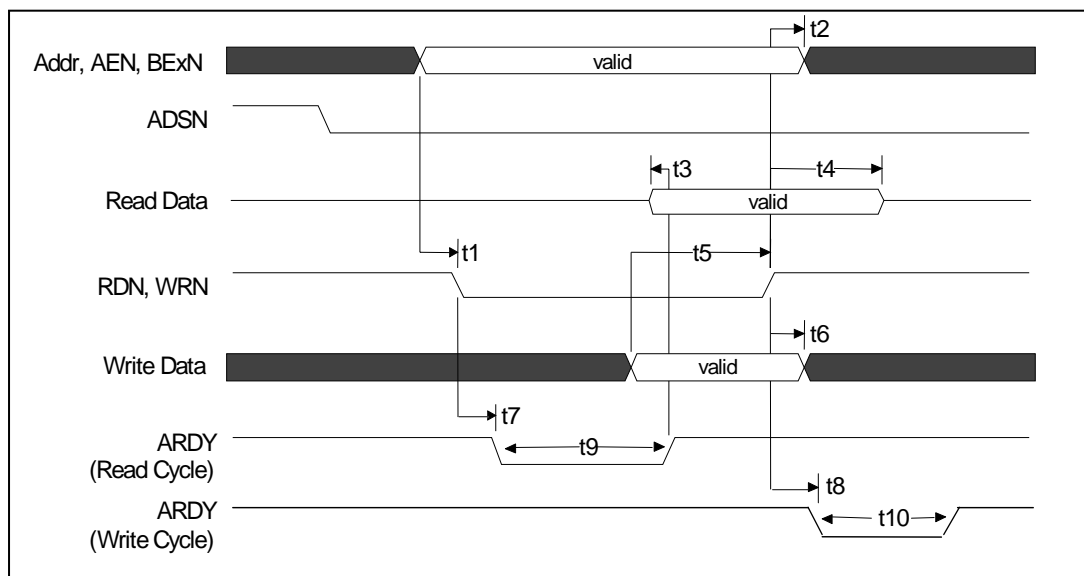 t2
Addr, AEN, BExN
valid
ADSN
t3
t4
Read Data
valid
t1
t5
RDN, WRN
t6
Write Data
valid
t7
ARDY
(Read Cycle)
t9
t8
ARDY
(Write Cycle)
t10